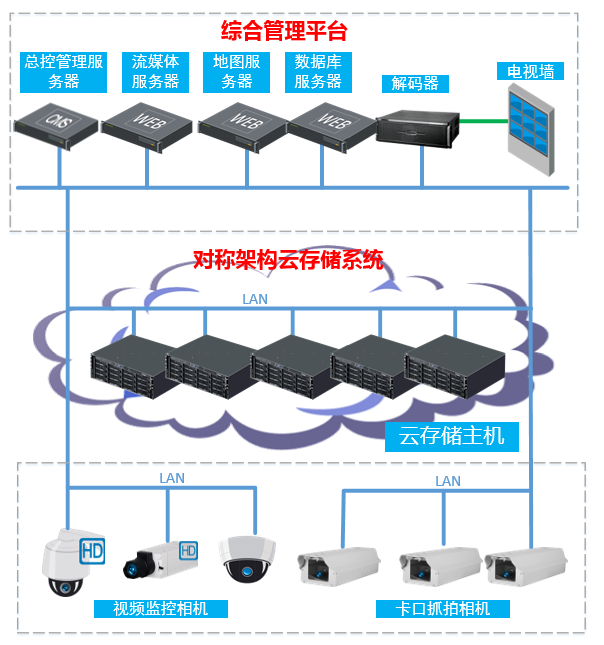 综合管理平台
总控管理服
务器
流媒体
服务器
地图服
务器
数据库
服务器
解码器
电视墙
CMS
WEB
WEB
WEB
对称架构云存储系统
LAN
云存储主机
LAN
LAN
HD
HD
视频监控相机
卡口抓拍相机